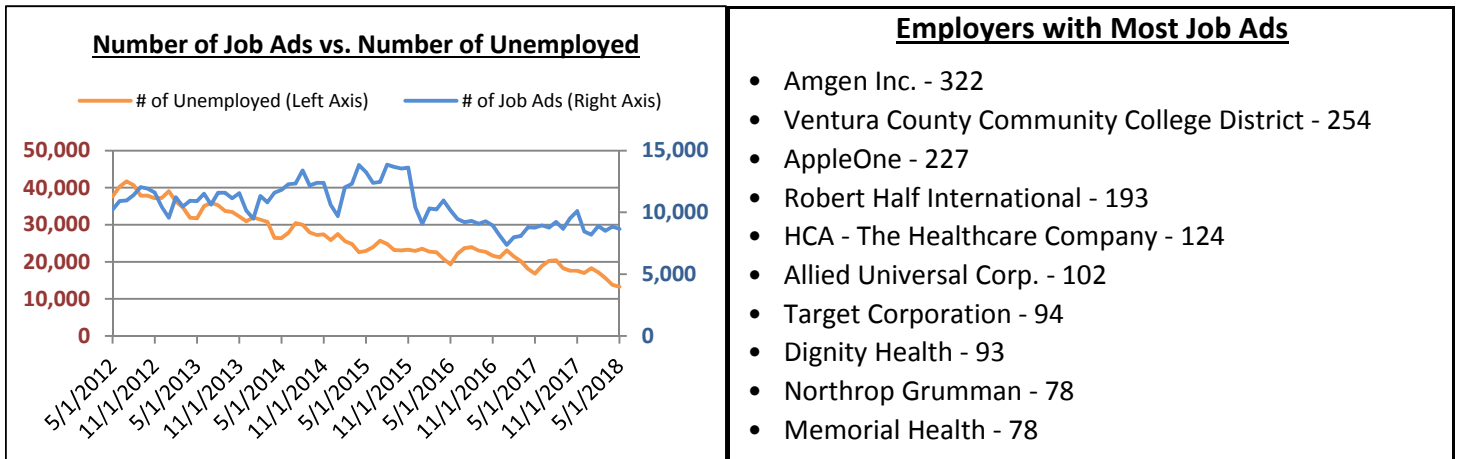 Number of Job Ads vs. Number of Unemployed
# of Unemployed (Left Axis)
# of Job Ads (Right Axis)
50,000
40,000
30,000
20,000
10,000
0
15,000
10,000
5,000
0
5/1/2012
11/1/2012
5/1/2013
11/1/2013
5/1/2014
11/1/2014
5/1/2015
11/1/2015
5/1/2016
11/1/2016
5/1/2017
11/1/2017
5/1/2018
Employers with Most Job Ads
• Amgen Inc. - 322
• Ventura County Community College District - 254
• AppleOne - 227
• Robert Half International - 193
• HCA - The Healthcare Company - 124
• Allied Universal Corp. - 102
• Target Corporation - 94
• Dignity Health - 93
• Northrop Grumman - 78
• Memorial Health - 78